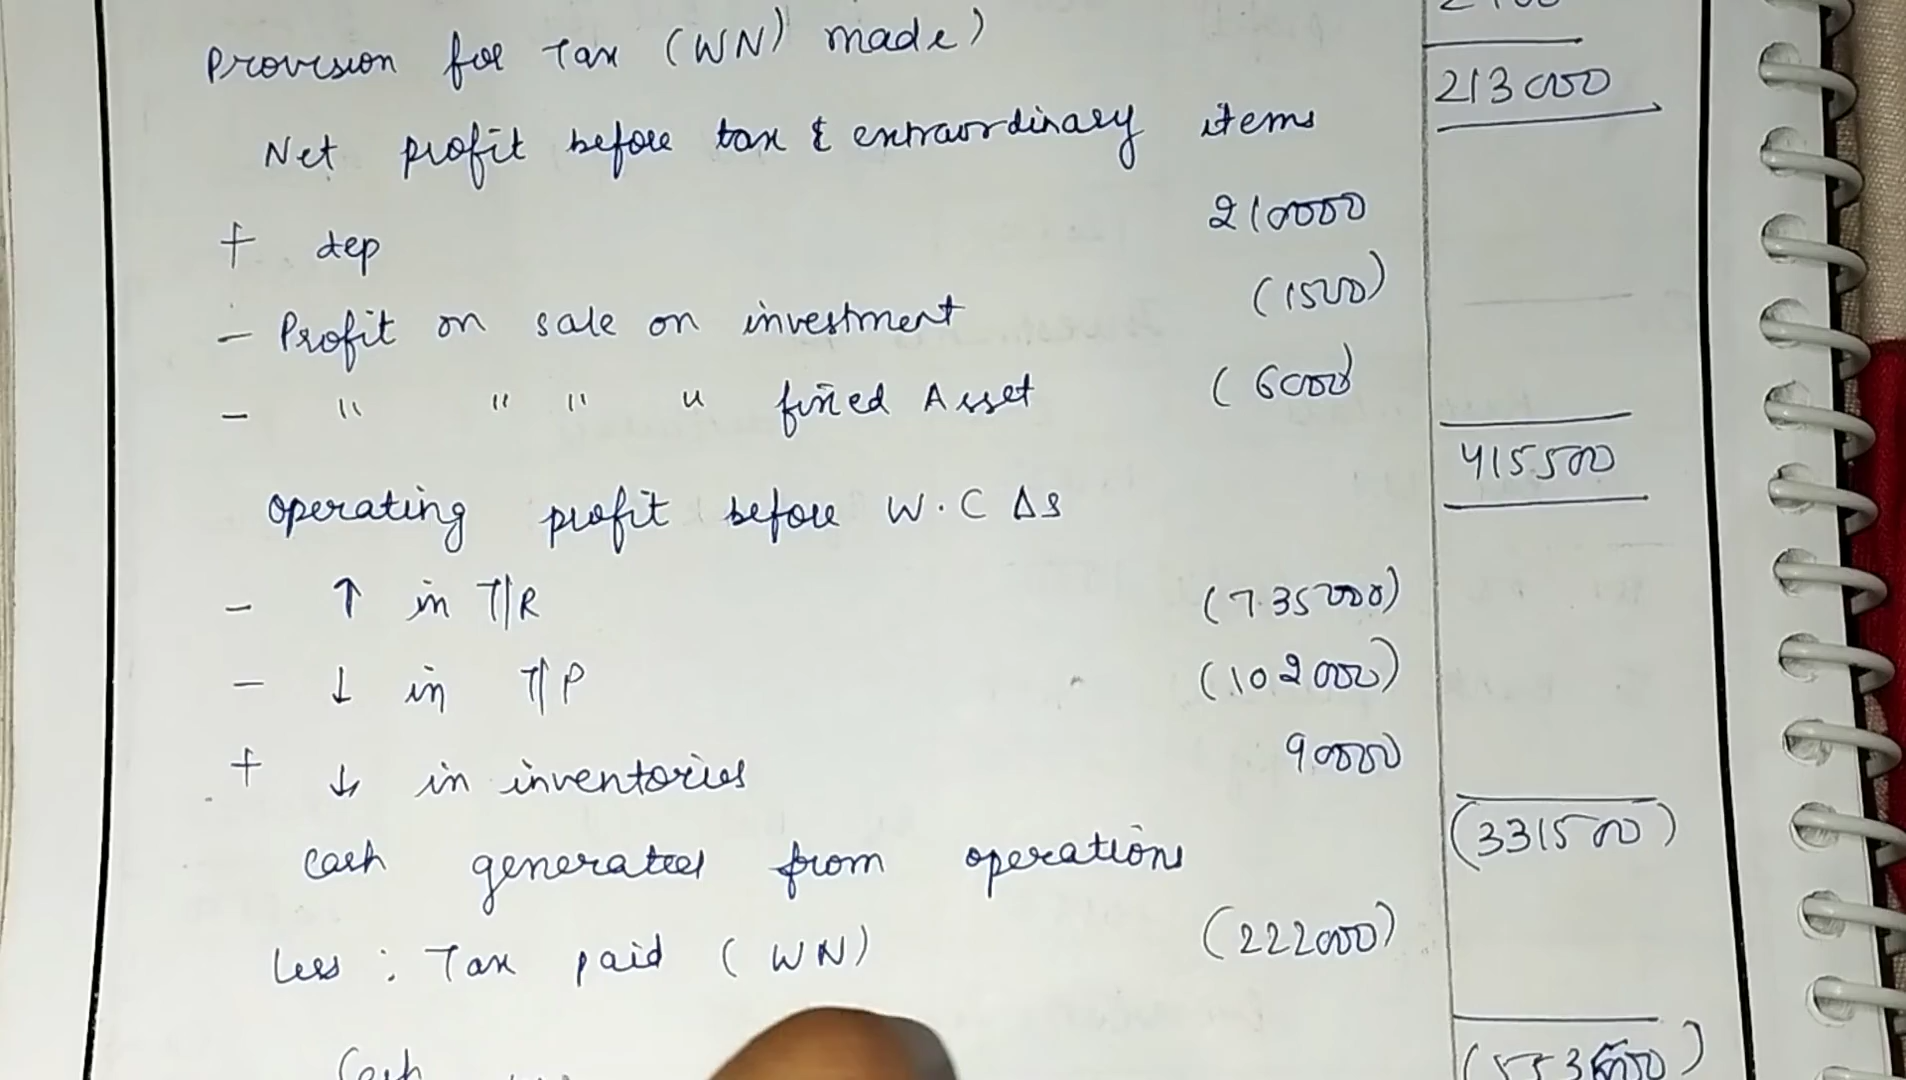 Provision for Tax (WN) made)
213000
Net profit before tax & extraordinary items
+ dep 210000
- Profit on sale on investment (1500)
- " " " " fixed Asset (6000)
415500
Operating profit before W.C Δs
- ↑ in T/R (735000)
- ↓ in T/P (102000)
+ ↓ in inventories 90000
Cash generated from operations (331500)
Less : Tax paid (WN) (222000)
Cash